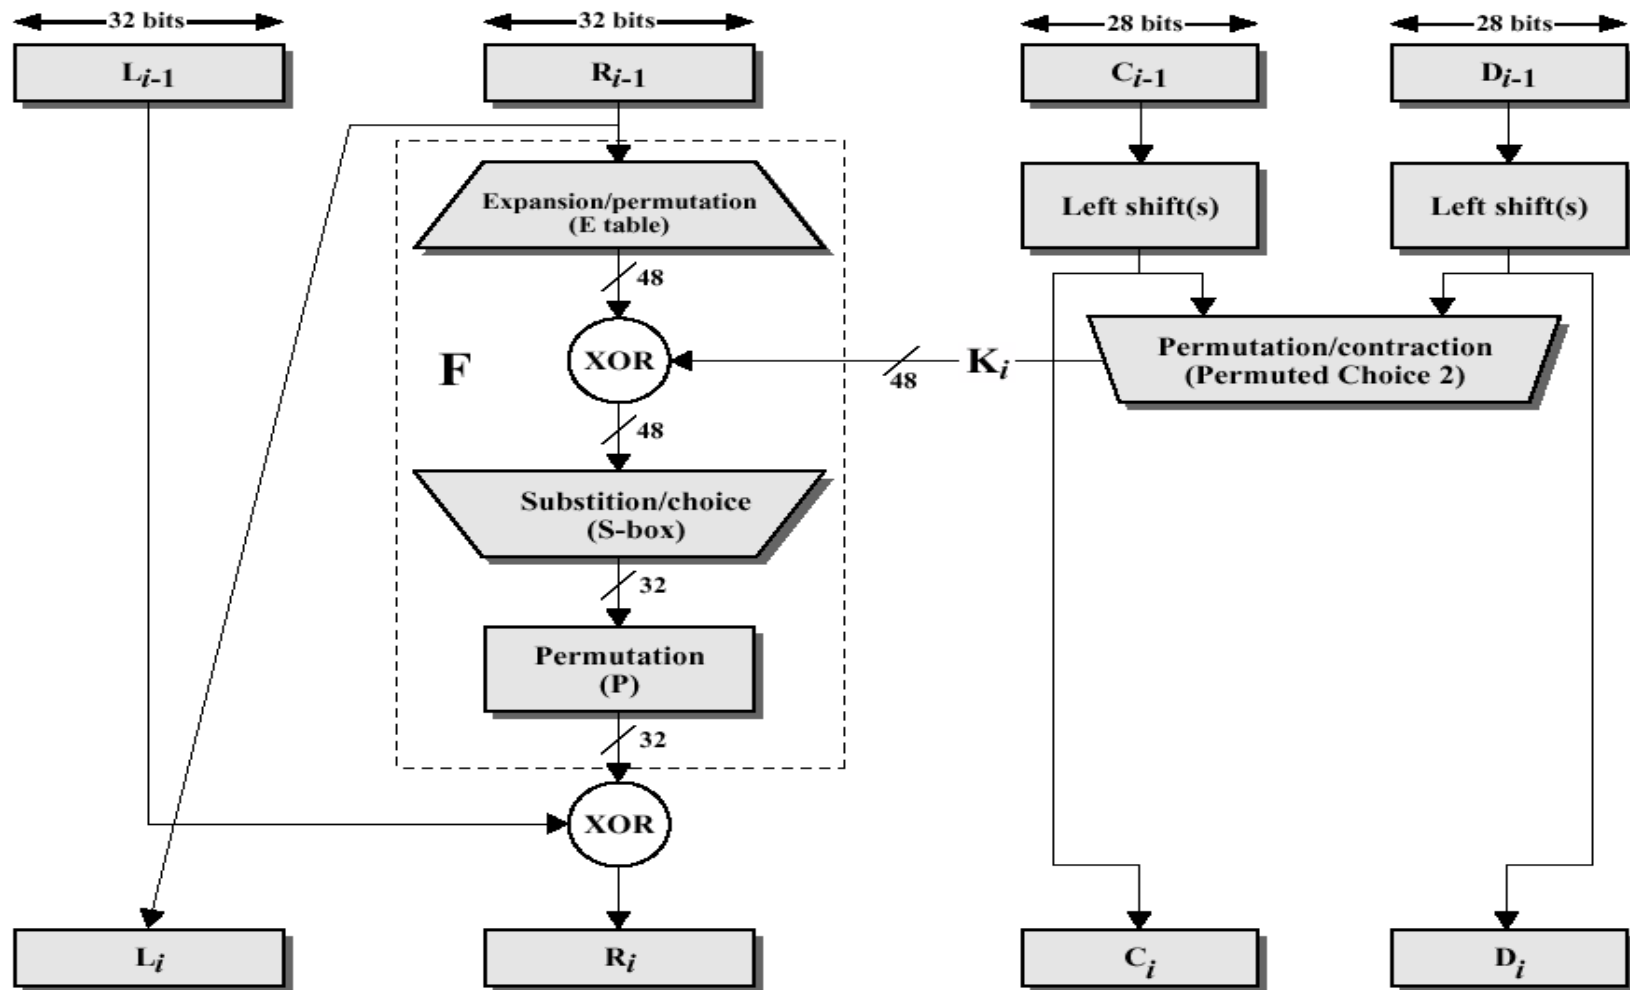 32 bits
32 bits
28 bits
28 bits
Li-1
Ri-1
Ci-1
Di-1
Expansion/permutation
(E table)
Left shift(s)
Left shift(s)
48
F
XOR
48
Ki
Permutation/contraction
(Permuted Choice 2)
48
Substition/choice
(S-box)
32
Permutation
(P)
32
XOR
Li
Ri
Ci
Di